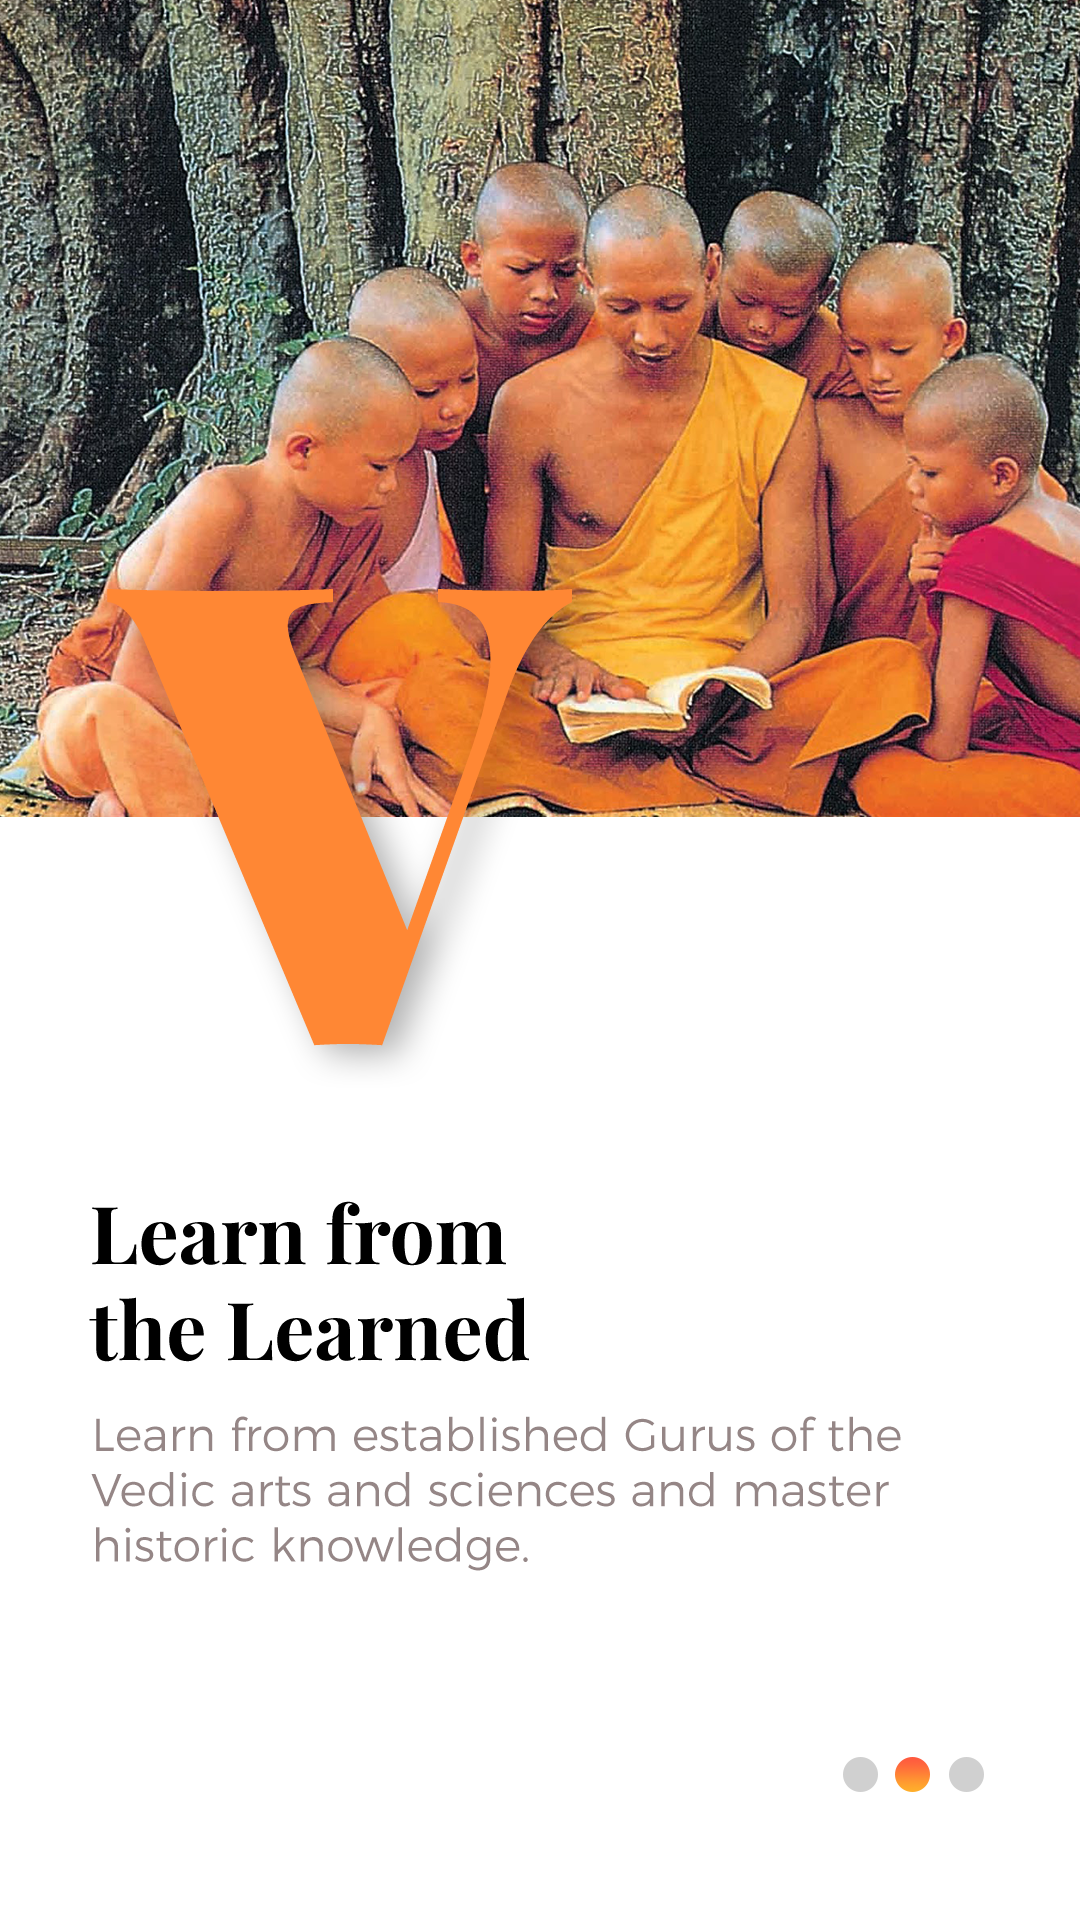 V
Learn from
the Learned
Learn from established Gurus of the
Vedic arts and sciences and master
historic knowledge.